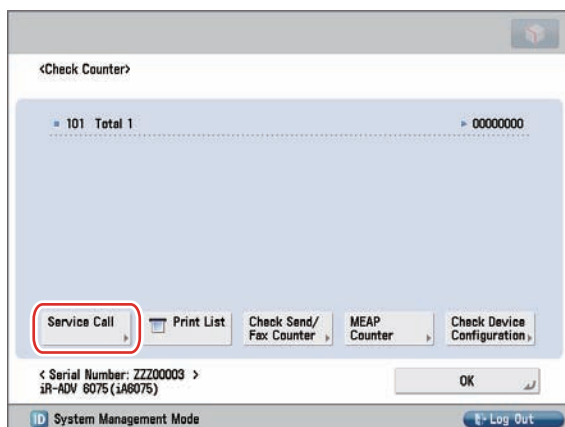 <Check Counter>
101 Total 1 00000000
Service Call
Print List
Check Send/
Fax Counter
MEAP
Counter
Check Device
Configuration
< Serial Number: ZZZ00003 >
iR-ADV 6075(iA6075)
OK
ID System Management Mode
Log Out